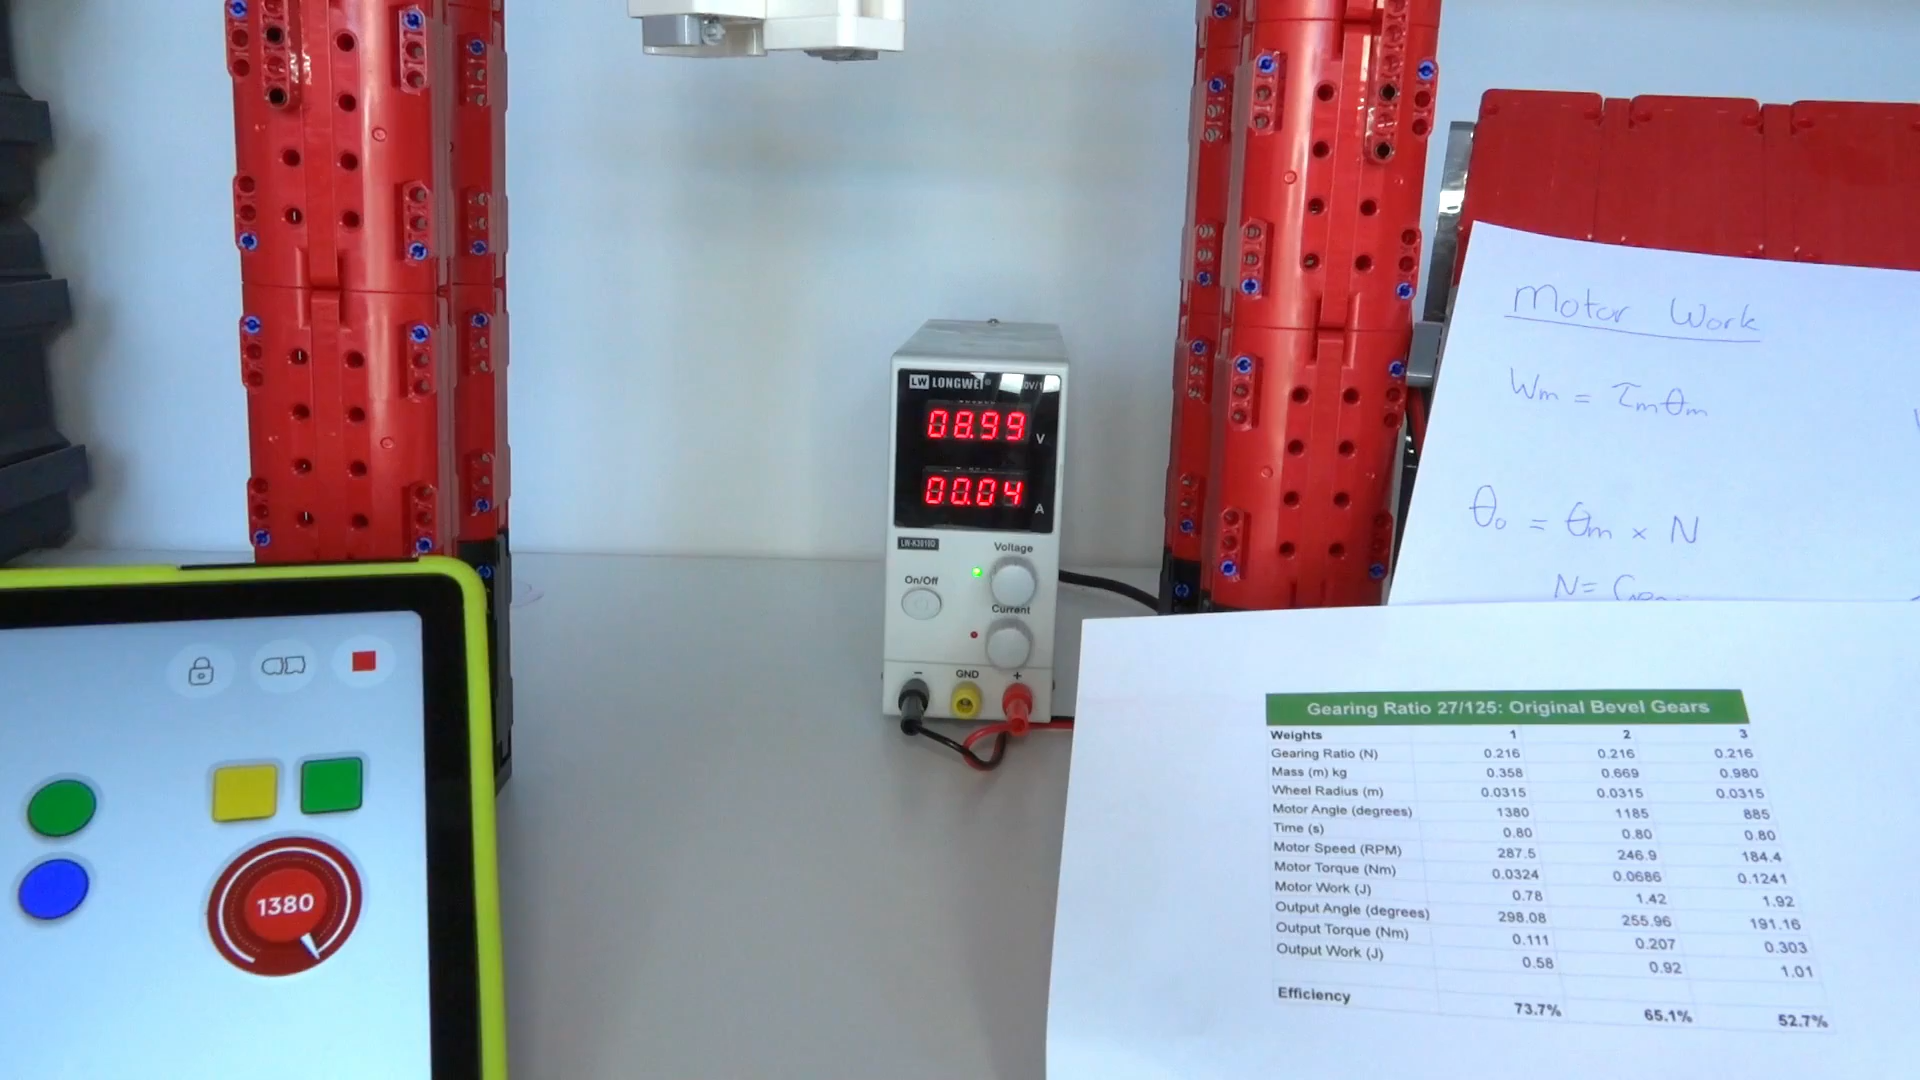 Motor Work
Wm = τmθm
θo = θm × N
N =
LW LONGWEI®
08.99 V
00.04 A
LW-K3010D
Voltage
On/Off
Current
− GND +
1380
Gearing Ratio 27/125: Original Bevel Gears
Weights 1 2 3
Gearing Ratio (N) 0.216 0.216 0.216
Mass (m) kg 0.358 0.669 0.980
Wheel Radius (m) 0.0315 0.0315 0.0315
Motor Angle (degrees) 1380 1185 885
Time (s) 0.80 0.80 0.80
Motor Speed (RPM) 287.5 246.9 184.4
Motor Torque (Nm) 0.0324 0.0686 0.1241
Motor Work (J) 0.78 1.42 1.92
Output Angle (degrees) 298.08 255.96 191.16
Output Torque (Nm) 0.111 0.207 0.303
Output Work (J) 0.58 0.92 1.01
Efficiency 73.7% 65.1% 52.7%